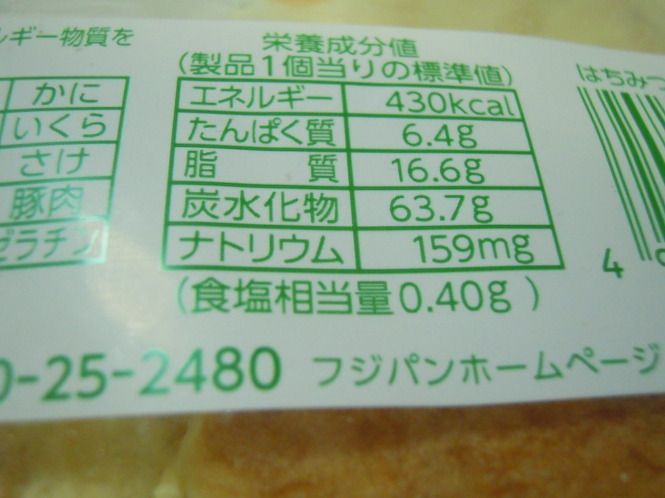 ルギー物質を
かに
いくら
さけ
豚肉
ゼラチン
栄養成分値
(製品1個当りの標準値)
エネルギー 430kcal
たんぱく質 6.4g
脂 質 16.6g
炭水化物 63.7g
ナトリウム 159mg
(食塩相当量0.40g)
はちみつ
4
0-25-2480 フジパンホームページ